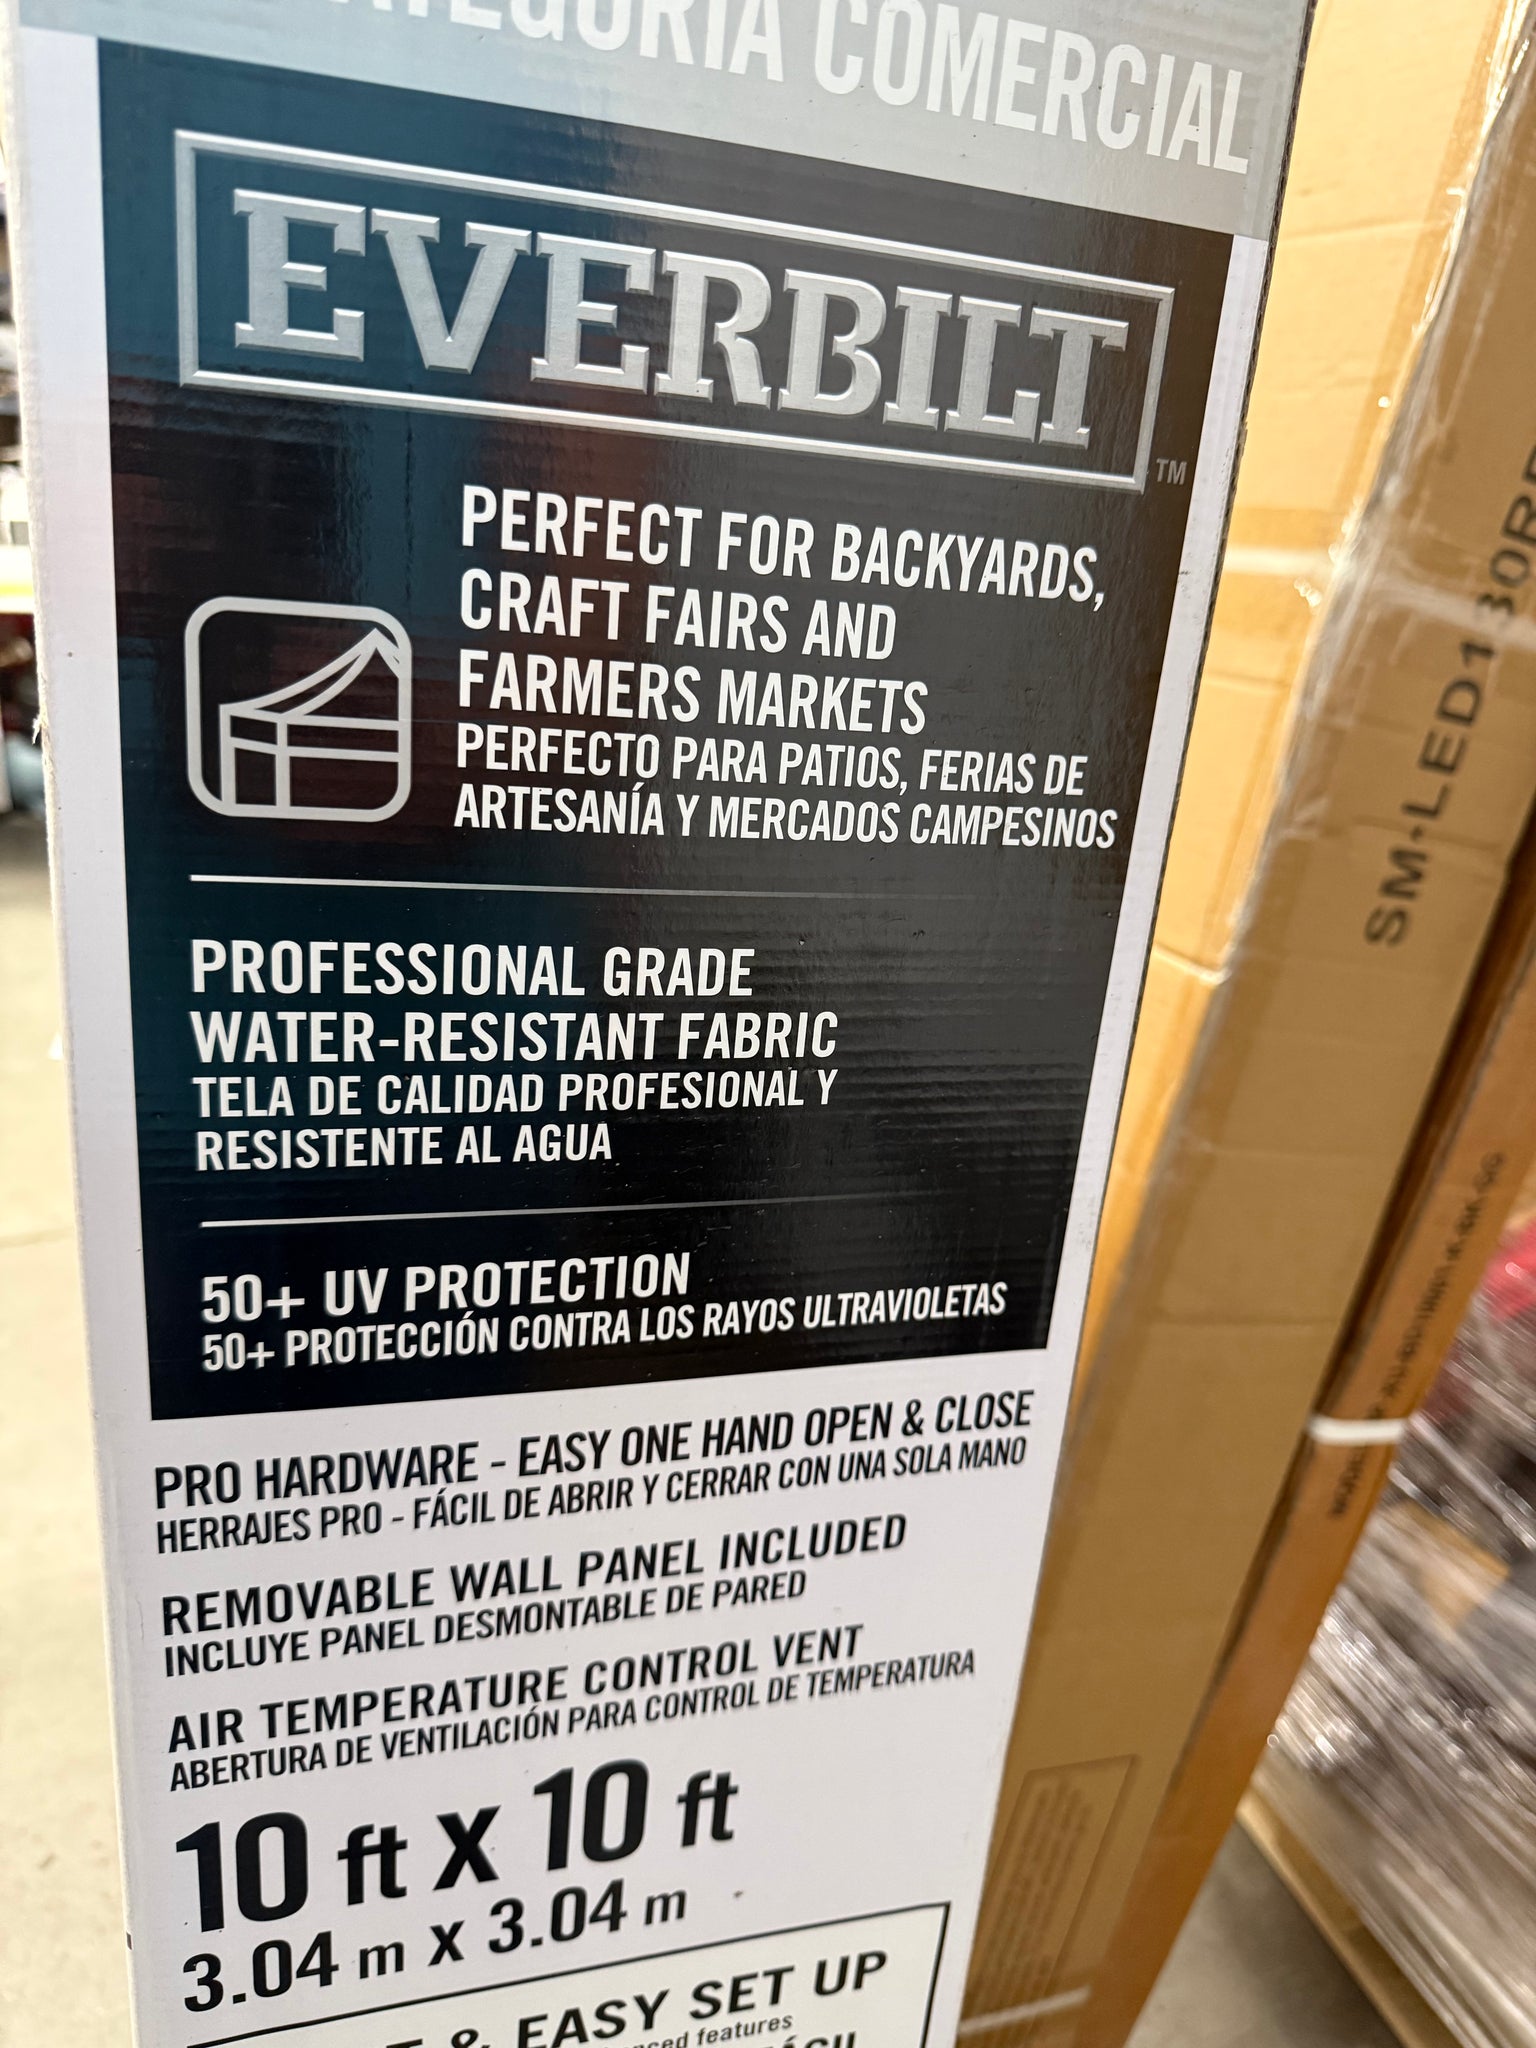 COMERCIAL
EVERBILT
TM
PERFECT FOR BACKYARDS,
CRAFT FAIRS AND
FARMERS MARKETS
PERFECTO PARA PATIOS, FERIAS DE
ARTESANÍA Y MERCADOS CAMPESINOS
PROFESSIONAL GRADE
WATER-RESISTANT FABRIC
TELA DE CALIDAD PROFESIONAL Y
RESISTENTE AL AGUA
50+ UV PROTECTION
50+ PROTECCIÓN CONTRA LOS RAYOS ULTRAVIOLETAS
PRO HARDWARE - EASY ONE HAND OPEN & CLOSE
HERRAJES PRO - FÁCIL DE ABRIR Y CERRAR CON UNA SOLA MANO
REMOVABLE WALL PANEL INCLUDED
INCLUYE PANEL DESMONTABLE DE PARED
AIR TEMPERATURE CONTROL VENT
ABERTURA DE VENTILACIÓN PARA CONTROL DE TEMPERATURA
10 ft x 10 ft
3.04 m x 3.04 m
& EASY SET UP
features